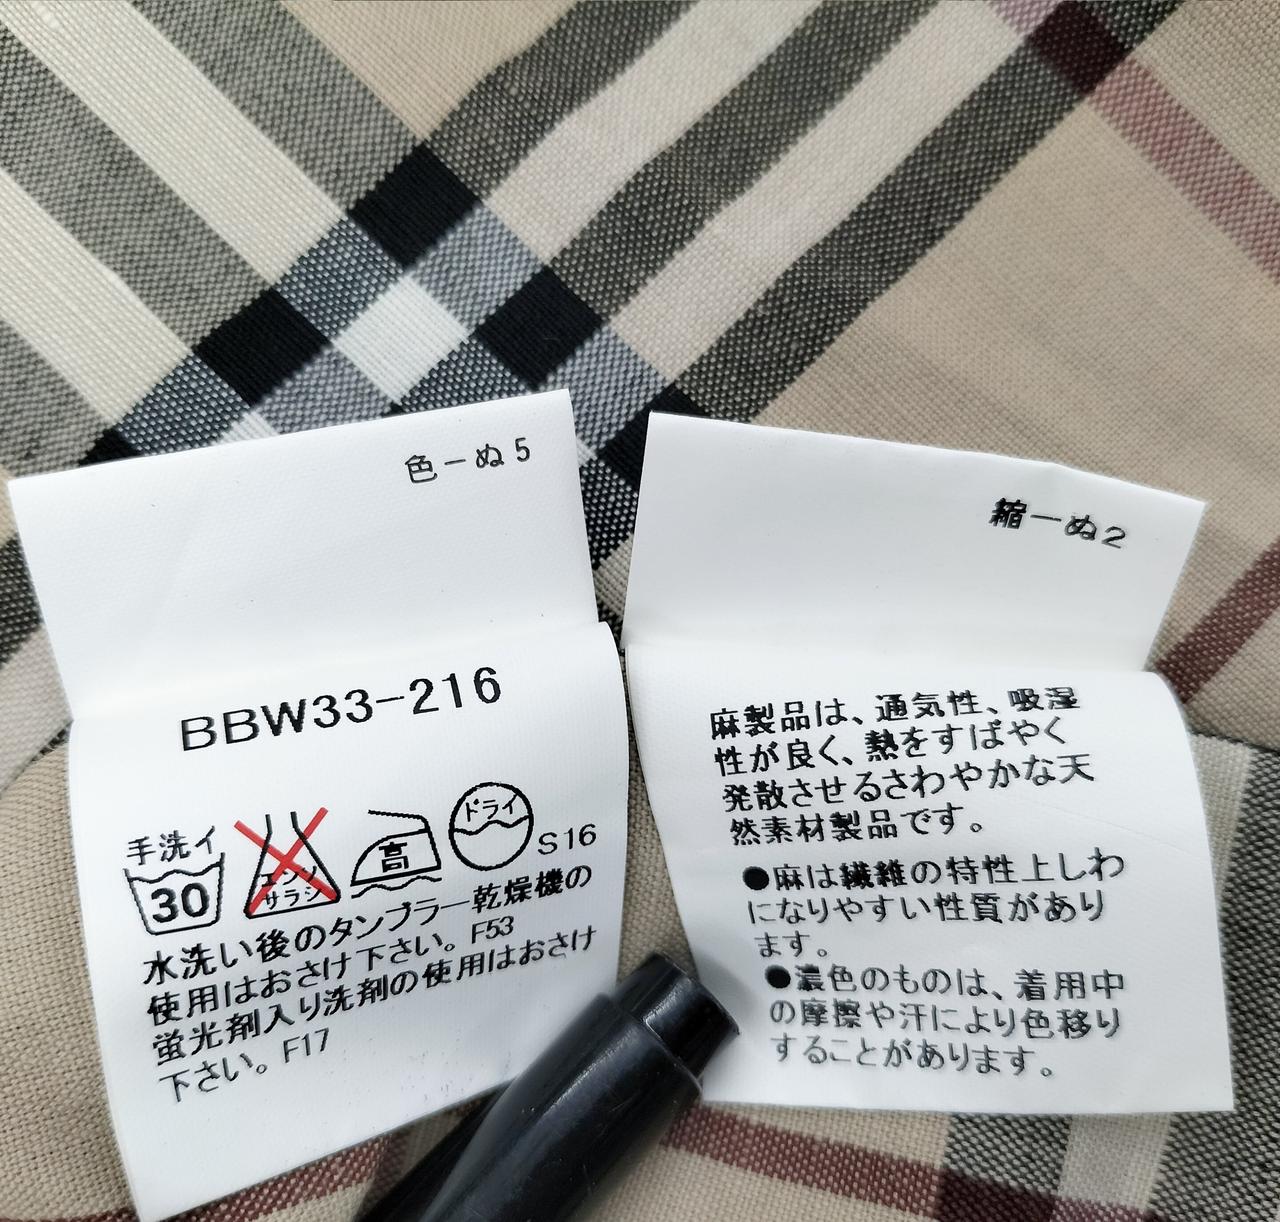 色ーぬ5
BBW33-216
手洗イ
30
エンソ
サラシ
高
ドライ
S16
水洗い後のタンブラー乾燥機の
使用はおさけ下さい。F53
蛍光剤入り洗剤の使用はおさけ
下さい。F17
縮ーぬ2
麻製品は、通気性、吸湿
性が良く、熱をすばやく
発散させるさわやかな天
然素材製品です。
●麻は繊維の特性上しわ
になりやすい性質があり
ます。
●濃色のものは、着用中
の摩擦や汗により色移り
することがあります。